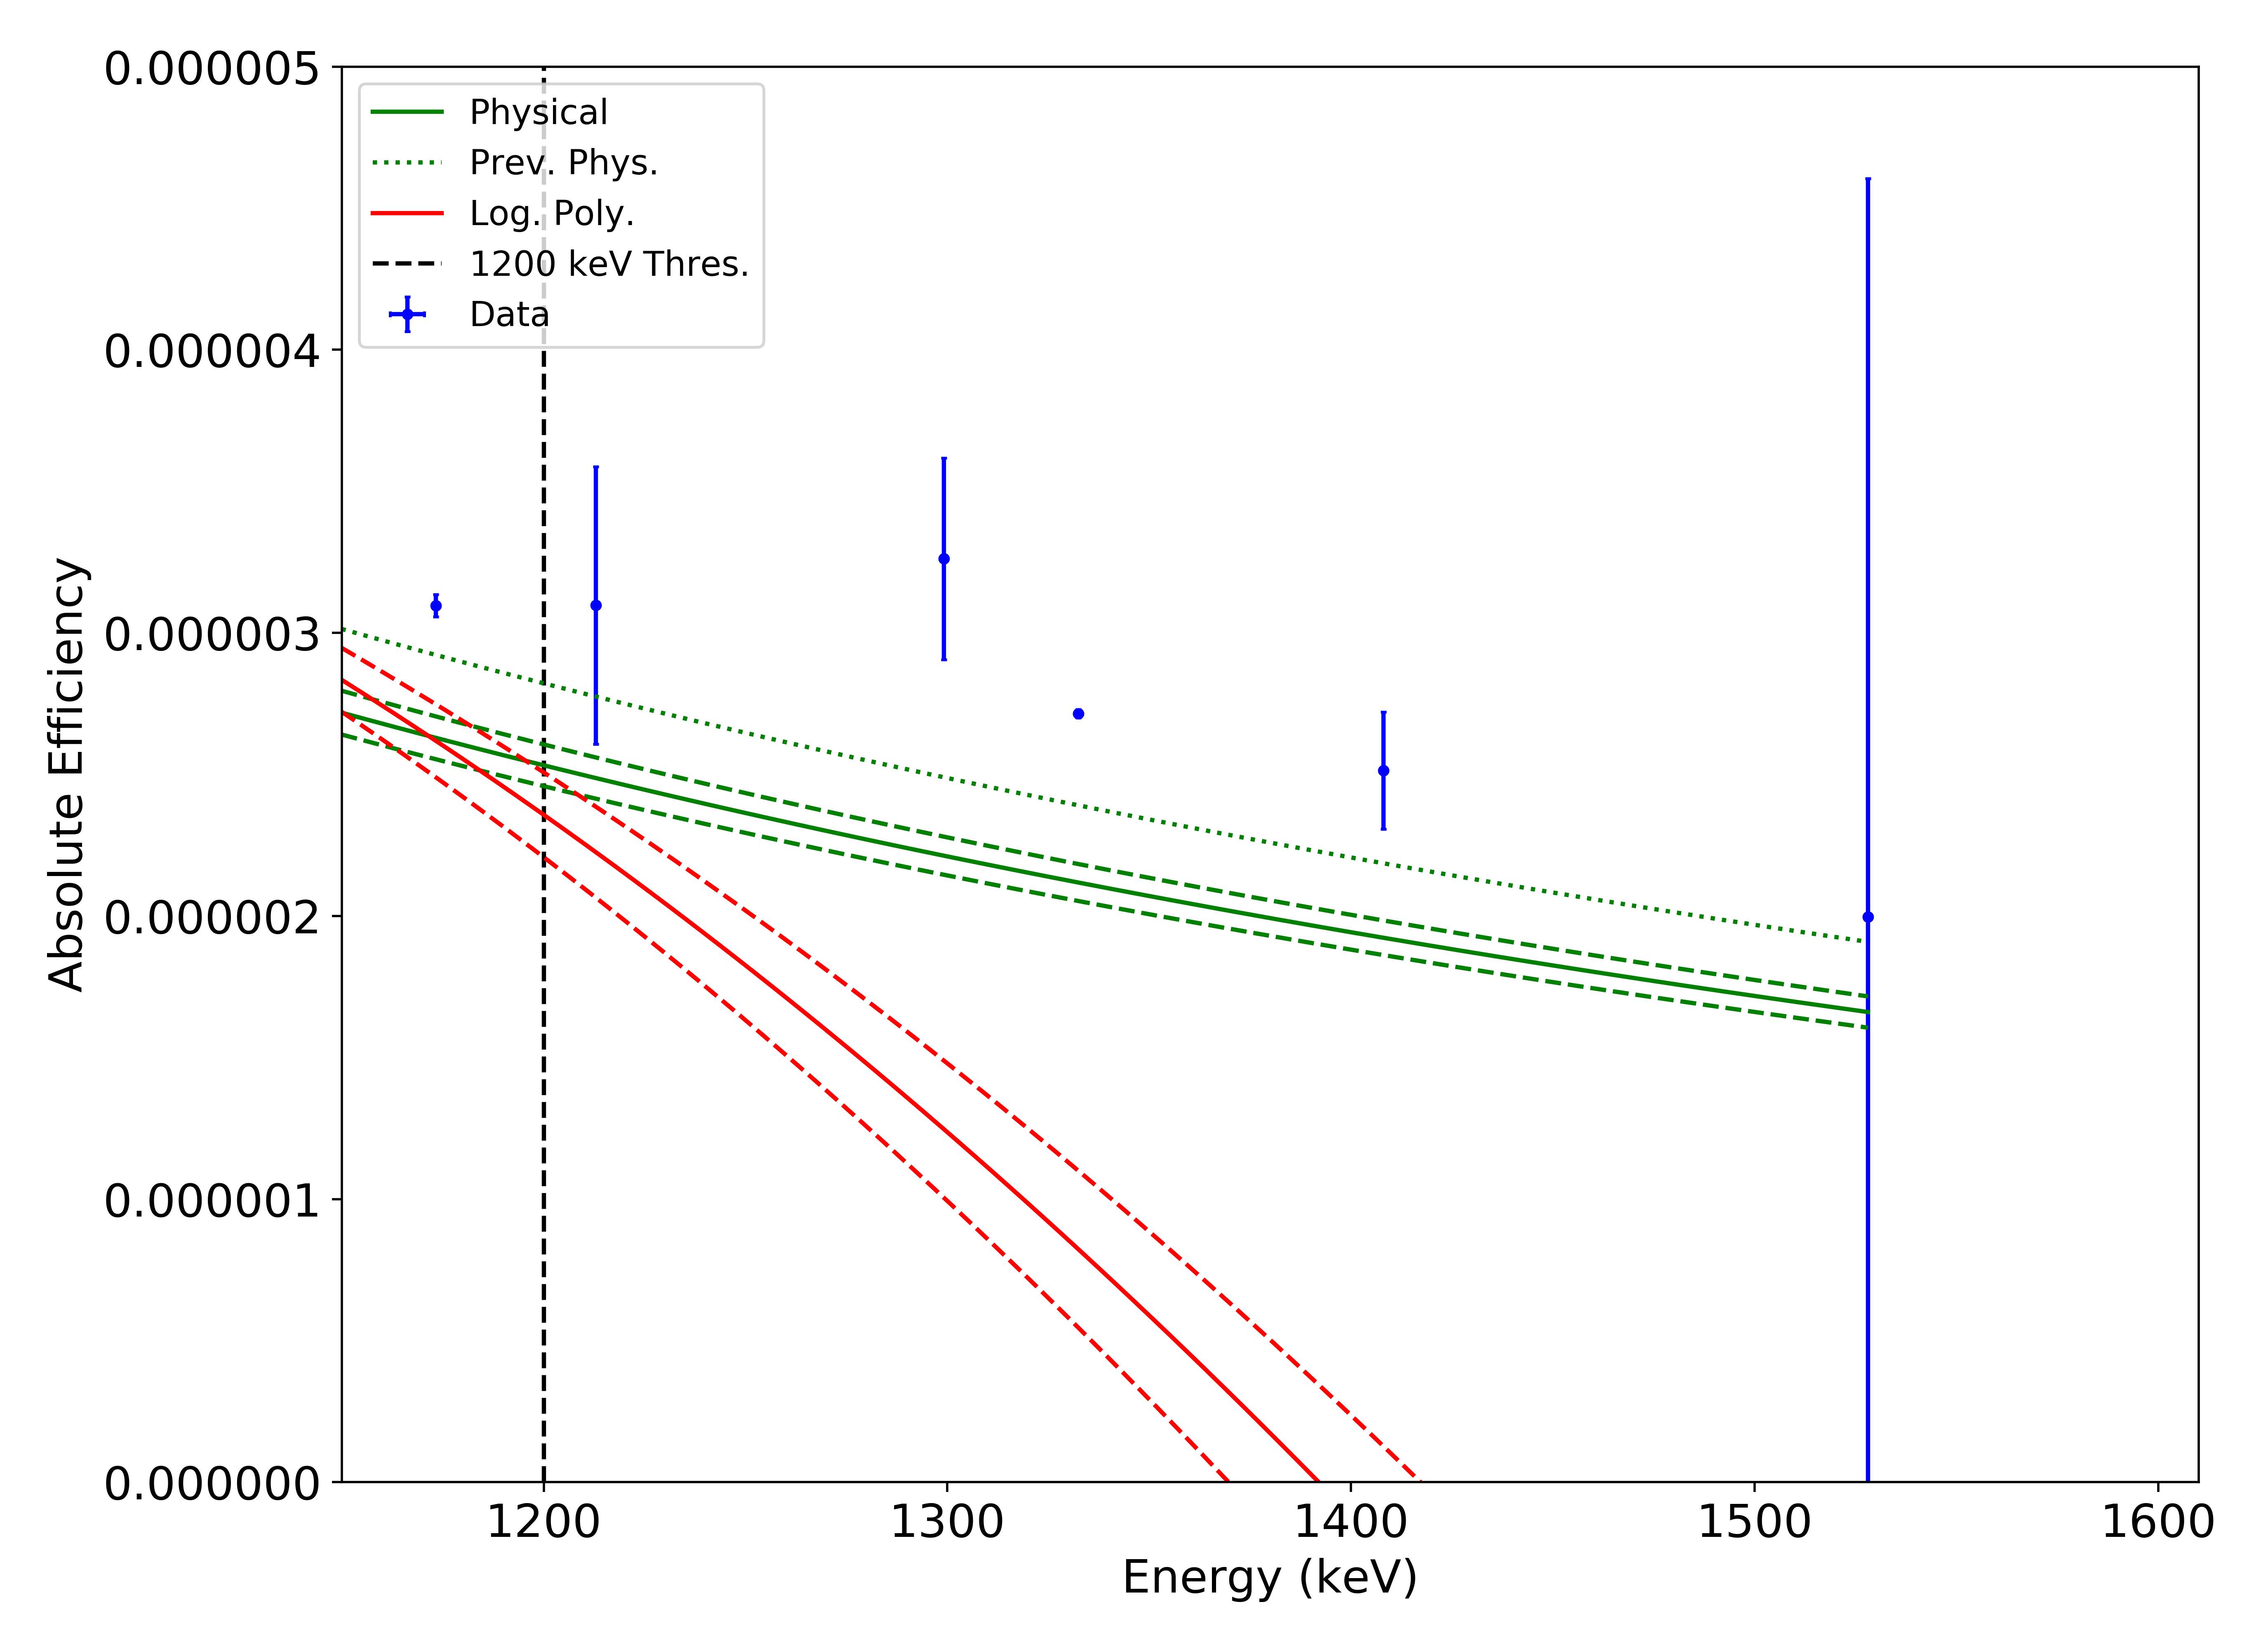 0.000005
0.000004
0.000003
0.000002
0.000001
0.000000
Absolute Efficiency
Physical
Prev. Phys.
Log. Poly.
1200 keV Thres.
Data
1200 1300 1400 1500 1600
Energy (keV)